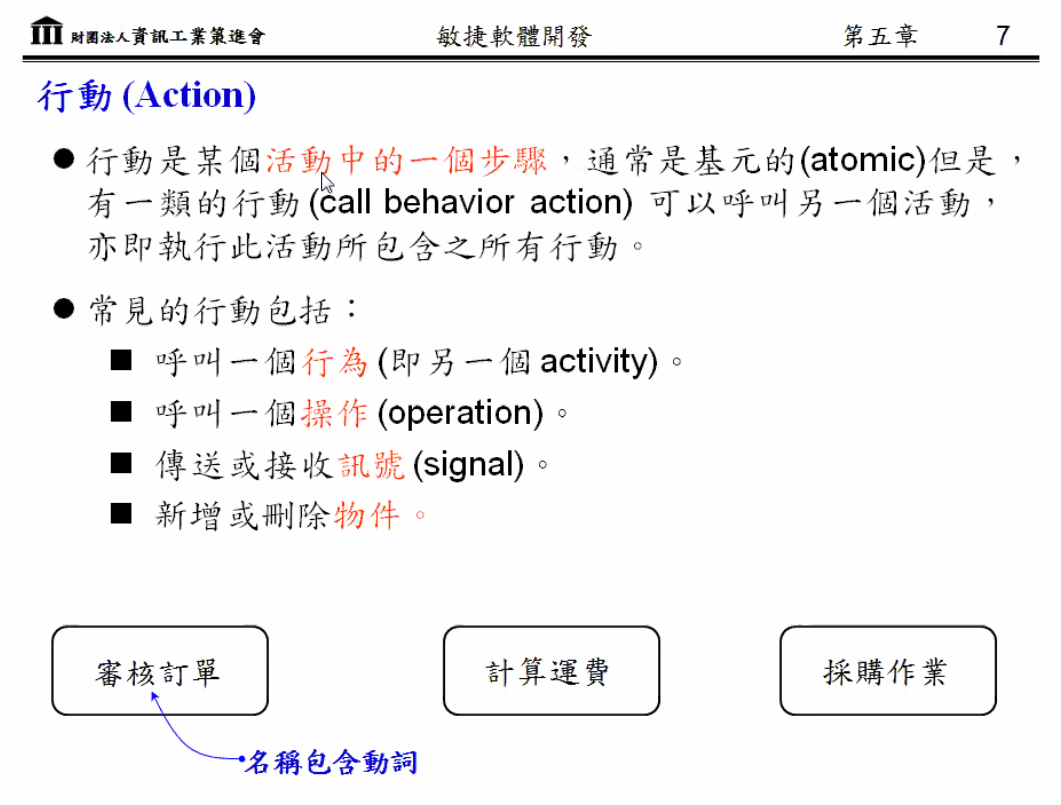 財團法人資訊工業策進會 敏捷軟體開發 第五章 7
行動 (Action)
● 行動是某個活動中的一個步驟，通常是基元的(atomic)但是，
有一類的行動 (call behavior action) 可以呼叫另一個活動，
亦即執行此活動所包含之所有行動。
● 常見的行動包括：
■ 呼叫一個行為 (即另一個 activity)。
■ 呼叫一個操作 (operation)。
■ 傳送或接收訊號 (signal)。
■ 新增或刪除物件。
審核訂單 計算運費 採購作業
名稱包含動詞